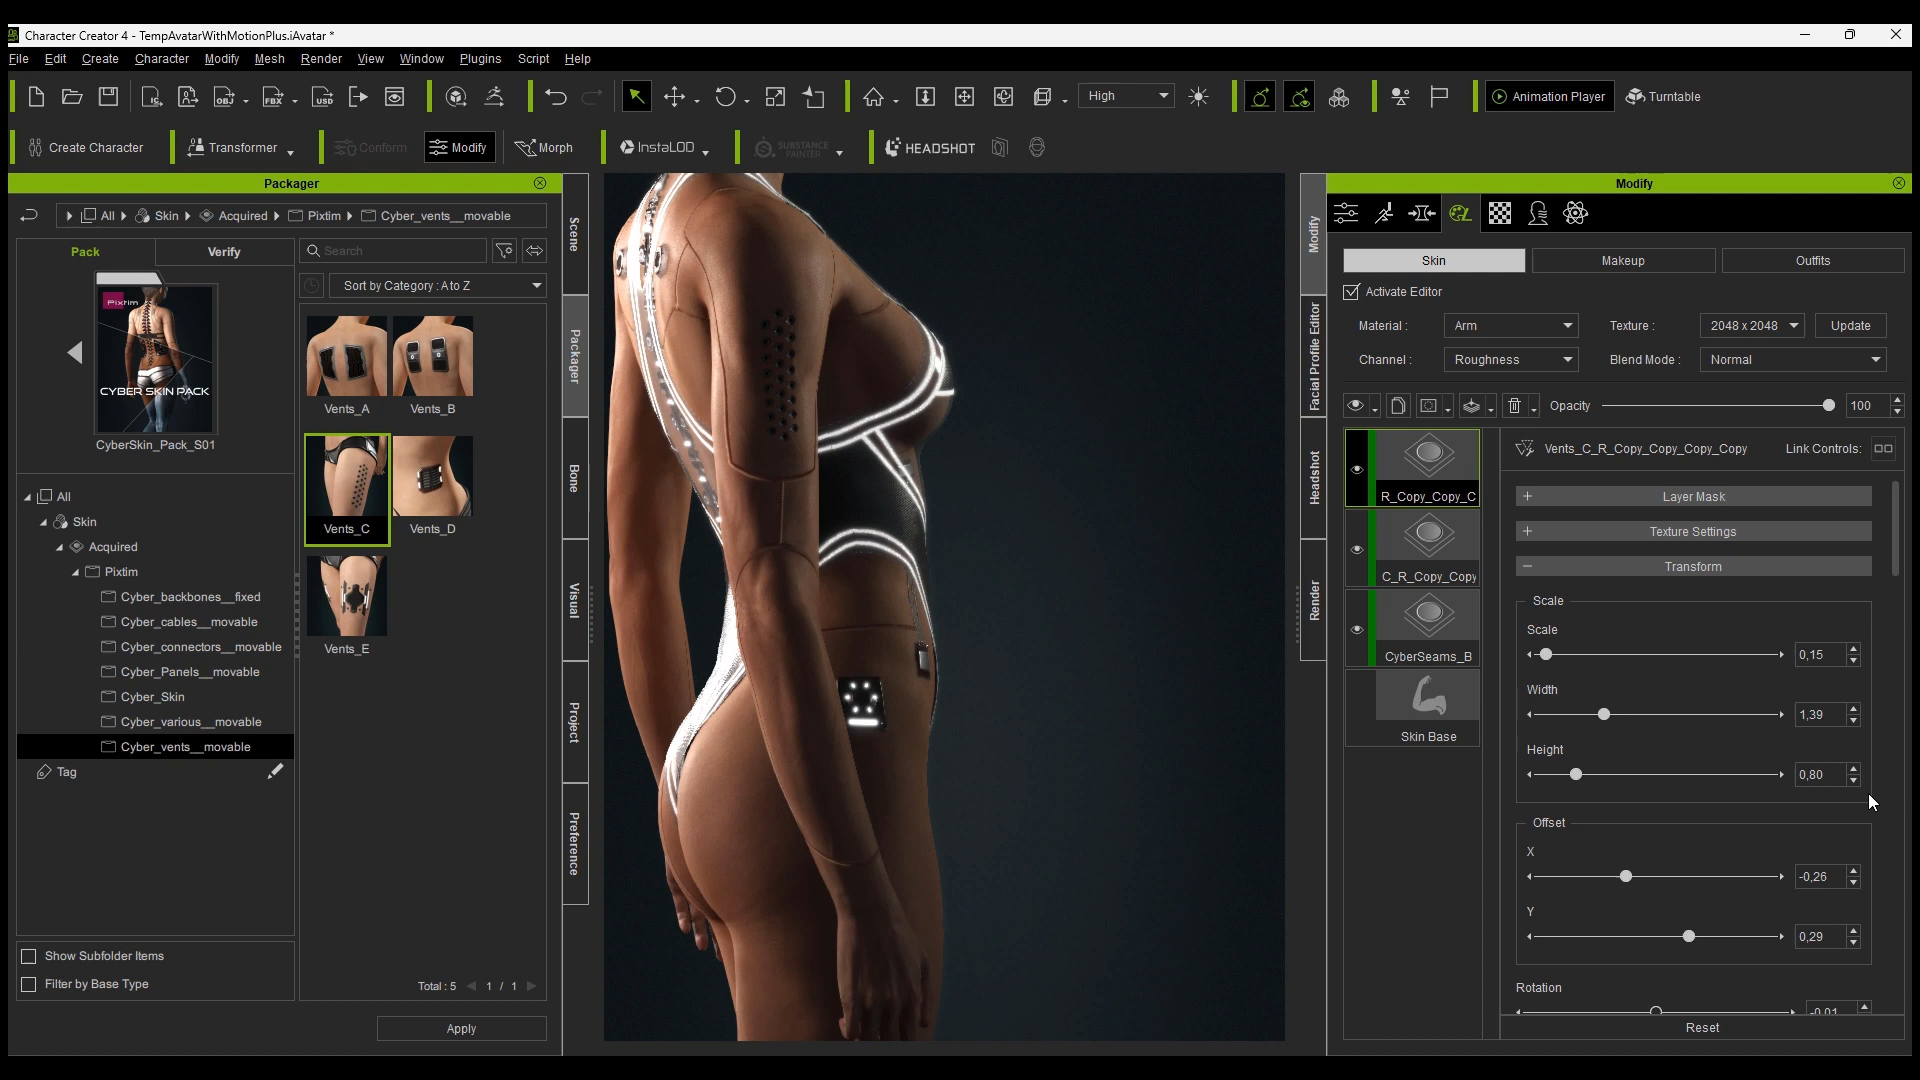 Character Creator 4 - TempAvatarWithMotionPlus.iAvatar *
File Edit Create Character Modify Mesh Render View Window Plugins Script Help
High
Animation Player
Turntable
Create Character
Transformer
Conform
Modify
Morph
InstaLOD
SUBSTANCE PAINTER
HEADSHOT
Packager
All Skin Acquired Pixtim Cyber_vents__movable
Pack
Verify
Search
Sort by Category : A to Z
Pixtim
CYBER SKIN PACK
CyberSkin_Pack_S01
All
Skin
Acquired
Pixtim
Cyber_backbones__fixed
Cyber_cables__movable
Cyber_connectors__movable
Cyber_Panels__movable
Cyber_Skin
Cyber_various__movable
Cyber_vents__movable
Tag
Show Subfolder Items
Filter by Base Type
Vents_A
Vents_B
Vents_C
Vents_D
Vents_E
Total : 5 1 / 1
Apply
Scene
Packager
Bone
Visual
Project
Preference
Modify
Facial Profile Editor
Headshot
Render
Modify
Skin
Makeup
Outfits
Activate Editor
Material : Arm
Texture : 2048 x 2048
Update
Channel : Roughness
Blend Mode : Normal
Opacity 100
R_Copy_Copy_C
C_R_Copy_Copy
CyberSeams_B
Skin Base
Vents_C_R_Copy_Copy_Copy_Copy
Link Controls:
+ Layer Mask
+ Texture Settings
− Transform
Scale
Scale
0,15
Width
1,39
Height
0,80
Offset
X
-0,26
Y
0,29
Rotation
-0,01
Reset